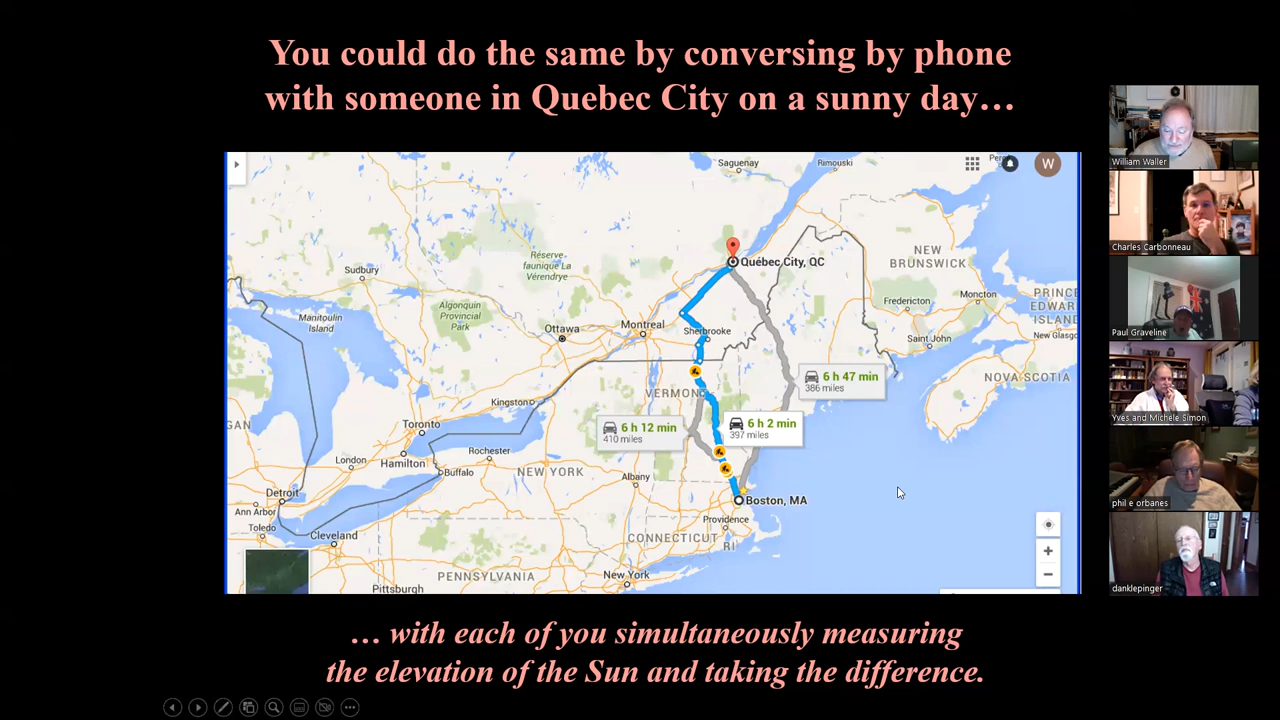 You could do the same by conversing by phone
with someone in Quebec City on a sunny day…
Saguenay
Rimouski
W
Québec City, QC
Réserve
faunique La
Vérendrye
NEW
BRUNSWICK
Sudbury
PRINCE
EDWARD
ISLAND
Moncton
Fredericton
Algonquin
Provincial
Park
Manitoulin
Island
Ottawa
Montreal
Sherbrooke
Saint John
New Glasgo
6 h 47 min
386 miles
NOVA SCOTIA
VERMONT
Kingston
6 h 12 min
410 miles
6 h 2 min
397 miles
Toronto
GAN
London
Hamilton
Rochester
Buffalo
NEW YORK
Albany
Detroit
Ann Arbor
Toledo
Boston, MA
Providence
CONNECTICUT
RI
Cleveland
PENNSYLVANIA
New York
Pittsburgh
… with each of you simultaneously measuring
the elevation of the Sun and taking the difference.
William Waller
Charles Carbonneau
Paul Graveline
Yves and Michele Simon
phil e orbanes
danklepinger